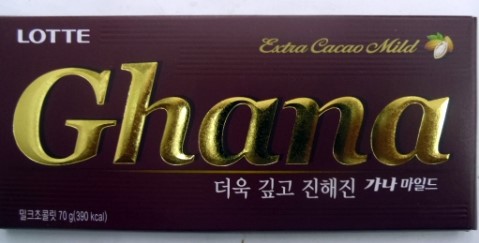 LOTTE
Extra Cacao Mild
Ghana
더욱 깊고 진해진 가나 마일드
밀크초콜릿 70 g(390 kcal)